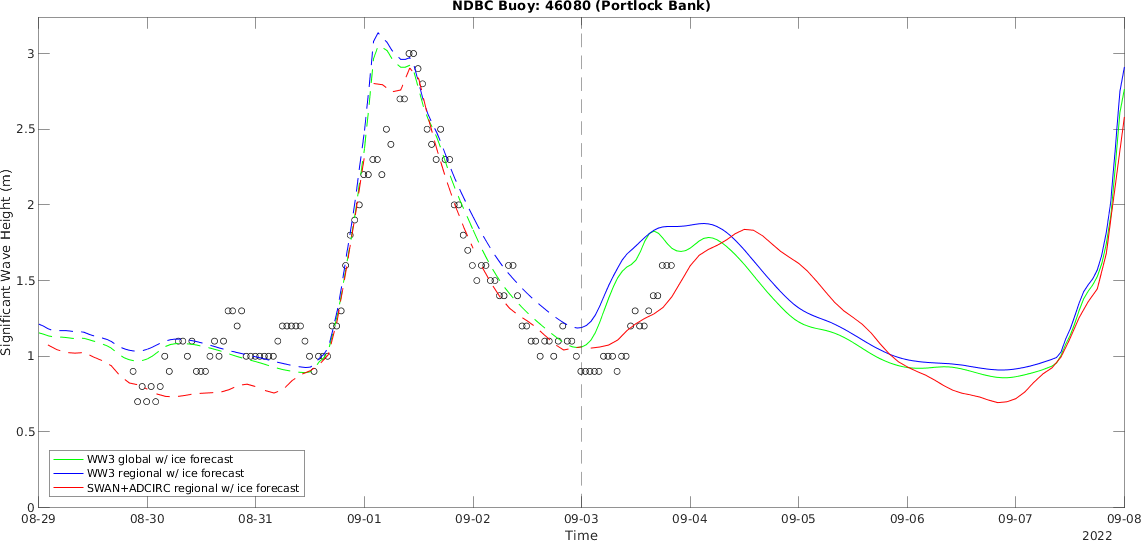 NDBC Buoy: 46080 (Portlock Bank)
Significant Wave Height (m)
3
2.5
2
1.5
1
0.5
0
WW3 global w/ ice forecast
WW3 regional w/ ice forecast
SWAN+ADCIRC regional w/ ice forecast
08-29 08-30 08-31 09-01 09-02 09-03 09-04 09-05 09-06 09-07 09-08
Time
2022